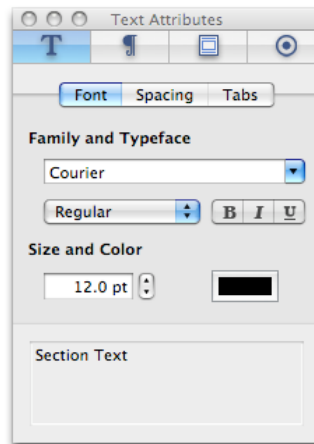 Text Attributes
T ¶
Font Spacing Tabs
Family and Typeface
Courier
Regular B I U
Size and Color
12.0 pt
Section Text